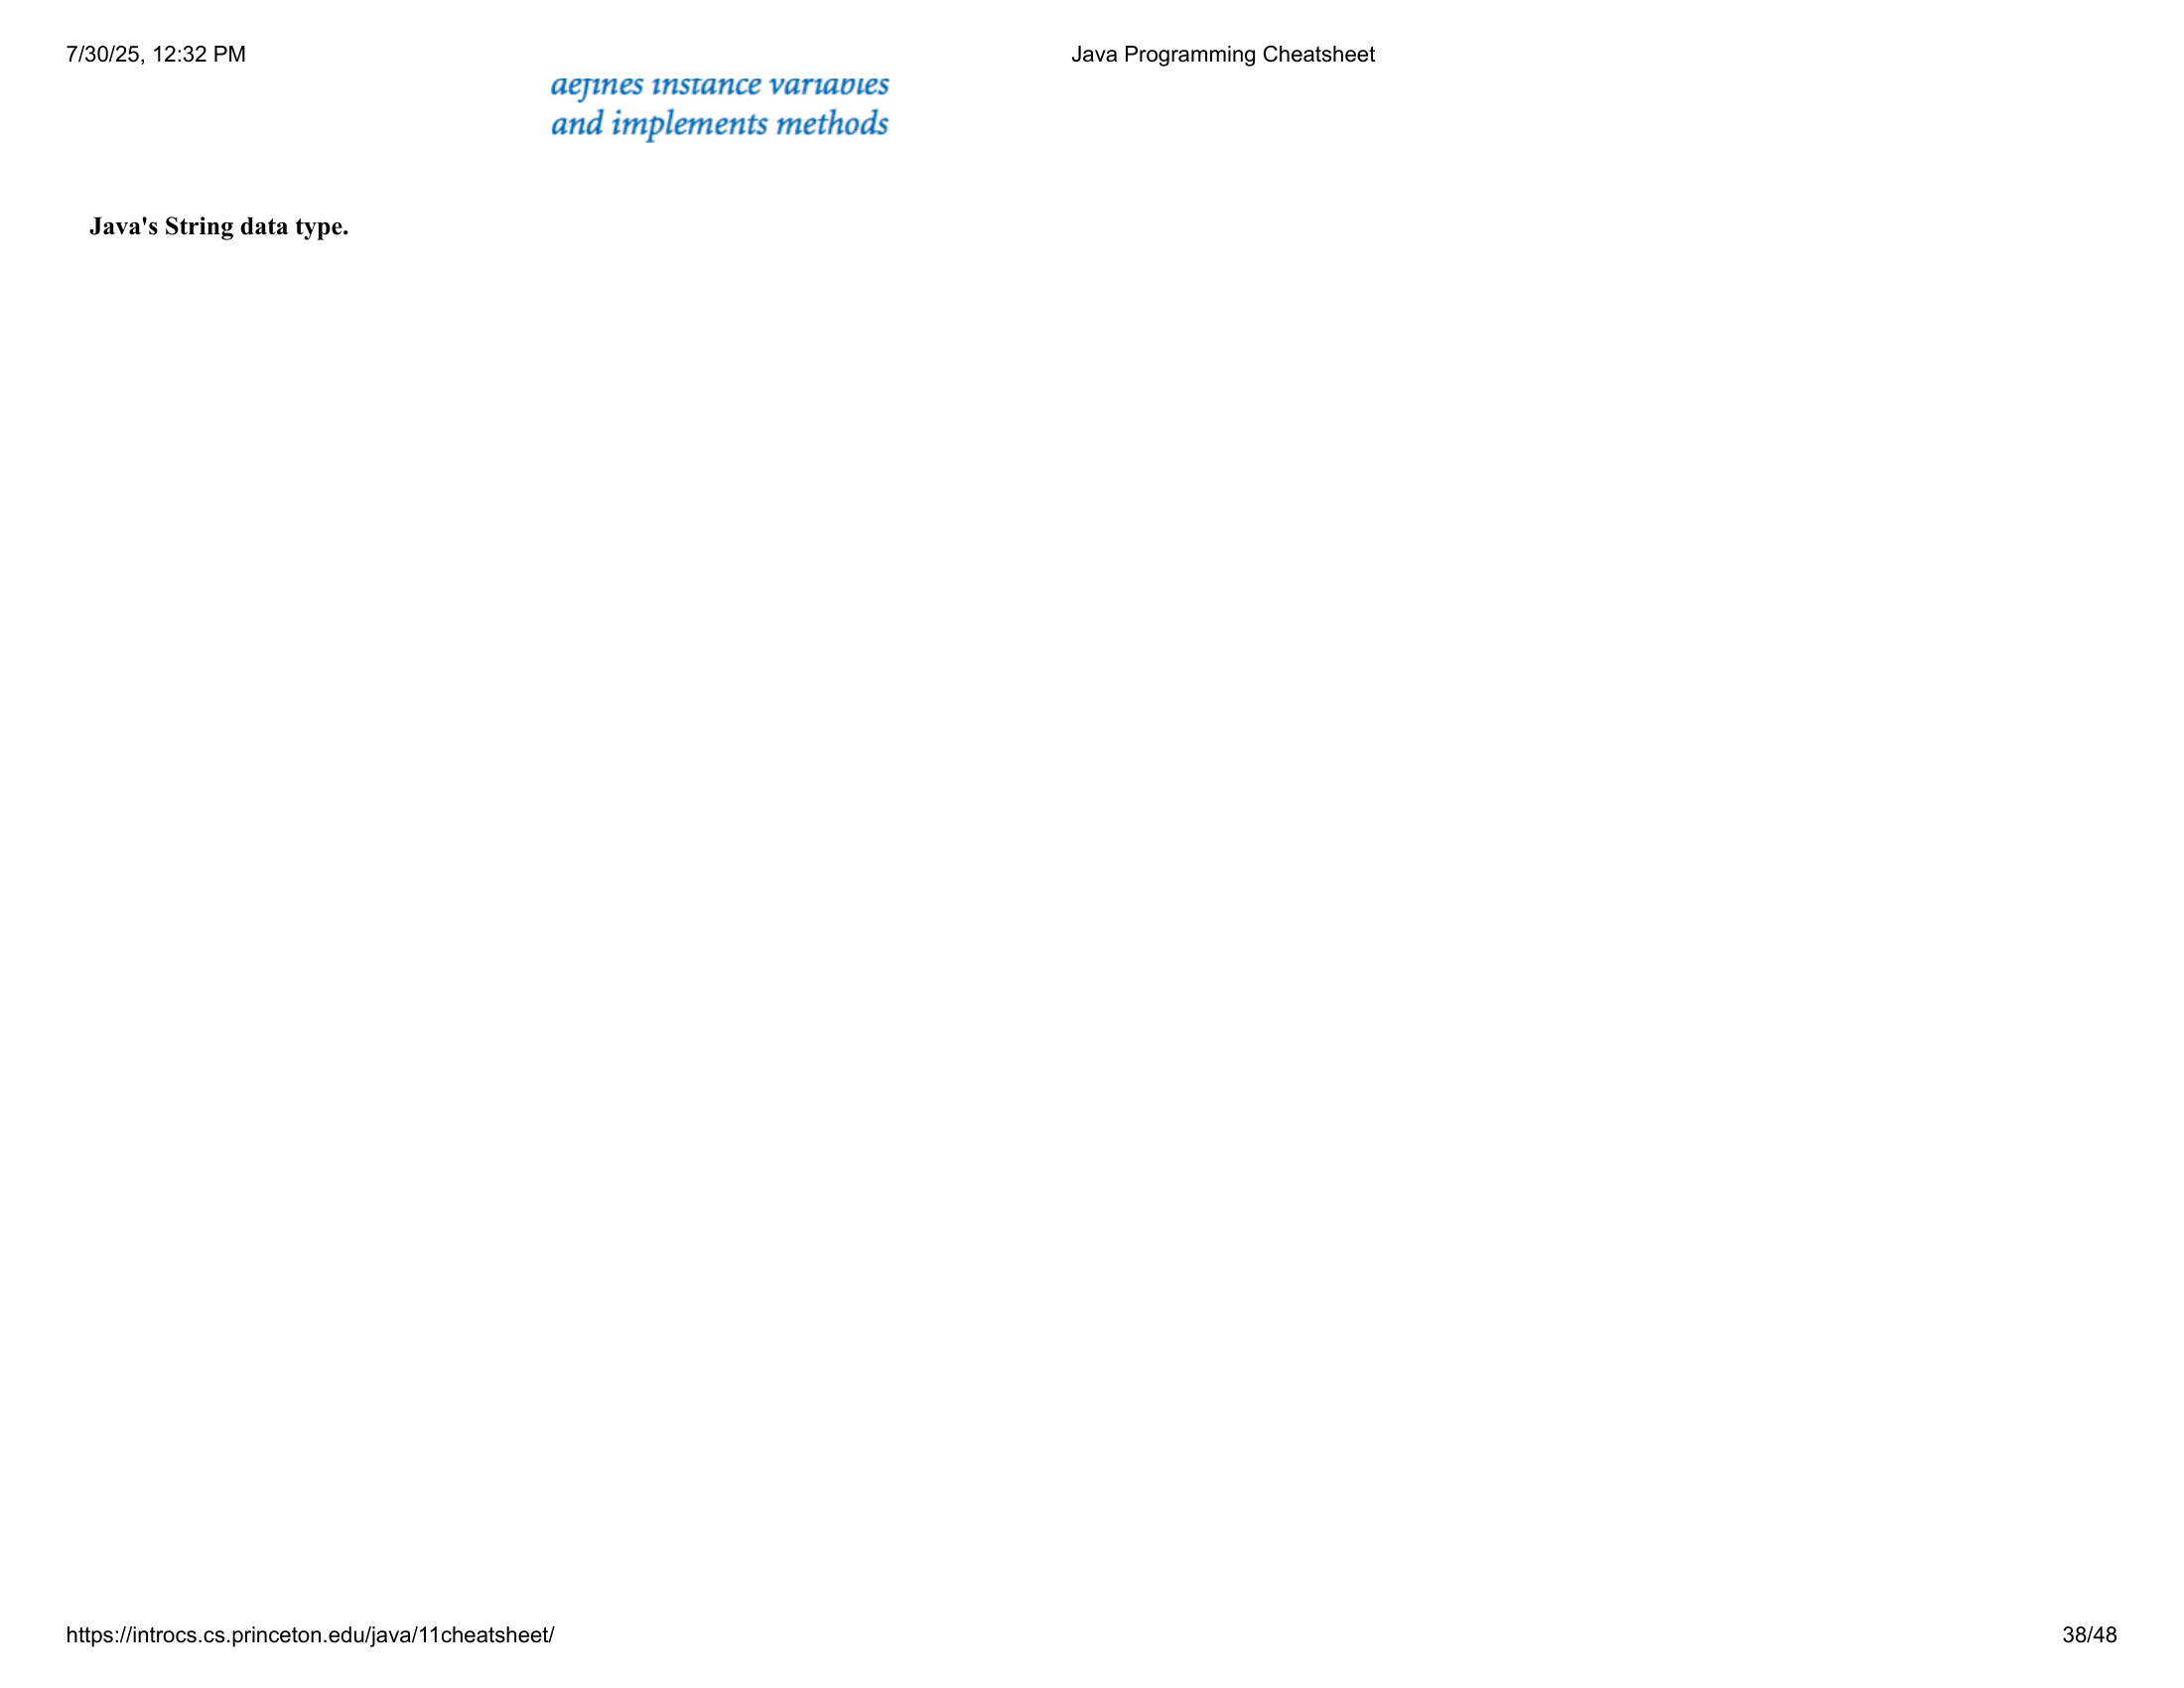 7/30/25, 12:32 PM
Java Programming Cheatsheet
defines instance variables
and implements methods
Java's String data type.
https://introcs.cs.princeton.edu/java/11cheatsheet/
38/48